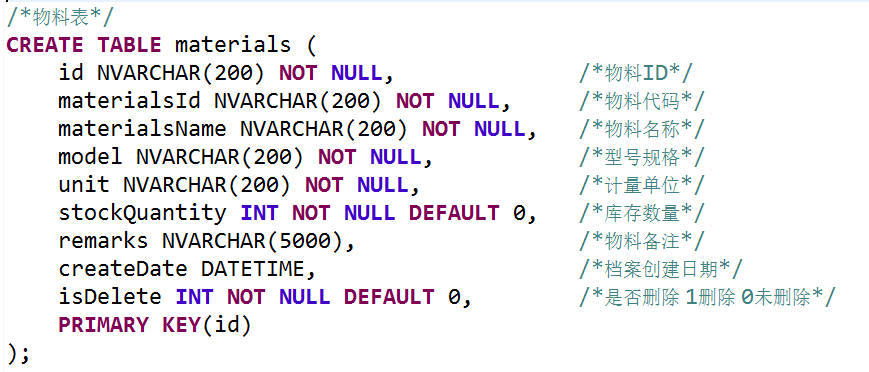 /*物料表*/
CREATE TABLE materials (
    id NVARCHAR(200) NOT NULL,              /*物料ID*/
    materialsId NVARCHAR(200) NOT NULL,     /*物料代码*/
    materialsName NVARCHAR(200) NOT NULL,   /*物料名称*/
    model NVARCHAR(200) NOT NULL,           /*型号规格*/
    unit NVARCHAR(200) NOT NULL,            /*计量单位*/
    stockQuantity INT NOT NULL DEFAULT 0,   /*库存数量*/
    remarks NVARCHAR(5000),                 /*物料备注*/
    createDate DATETIME,                    /*档案创建日期*/
    isDelete INT NOT NULL DEFAULT 0,        /*是否删除 1删除 0未删除*/
    PRIMARY KEY(id)
);